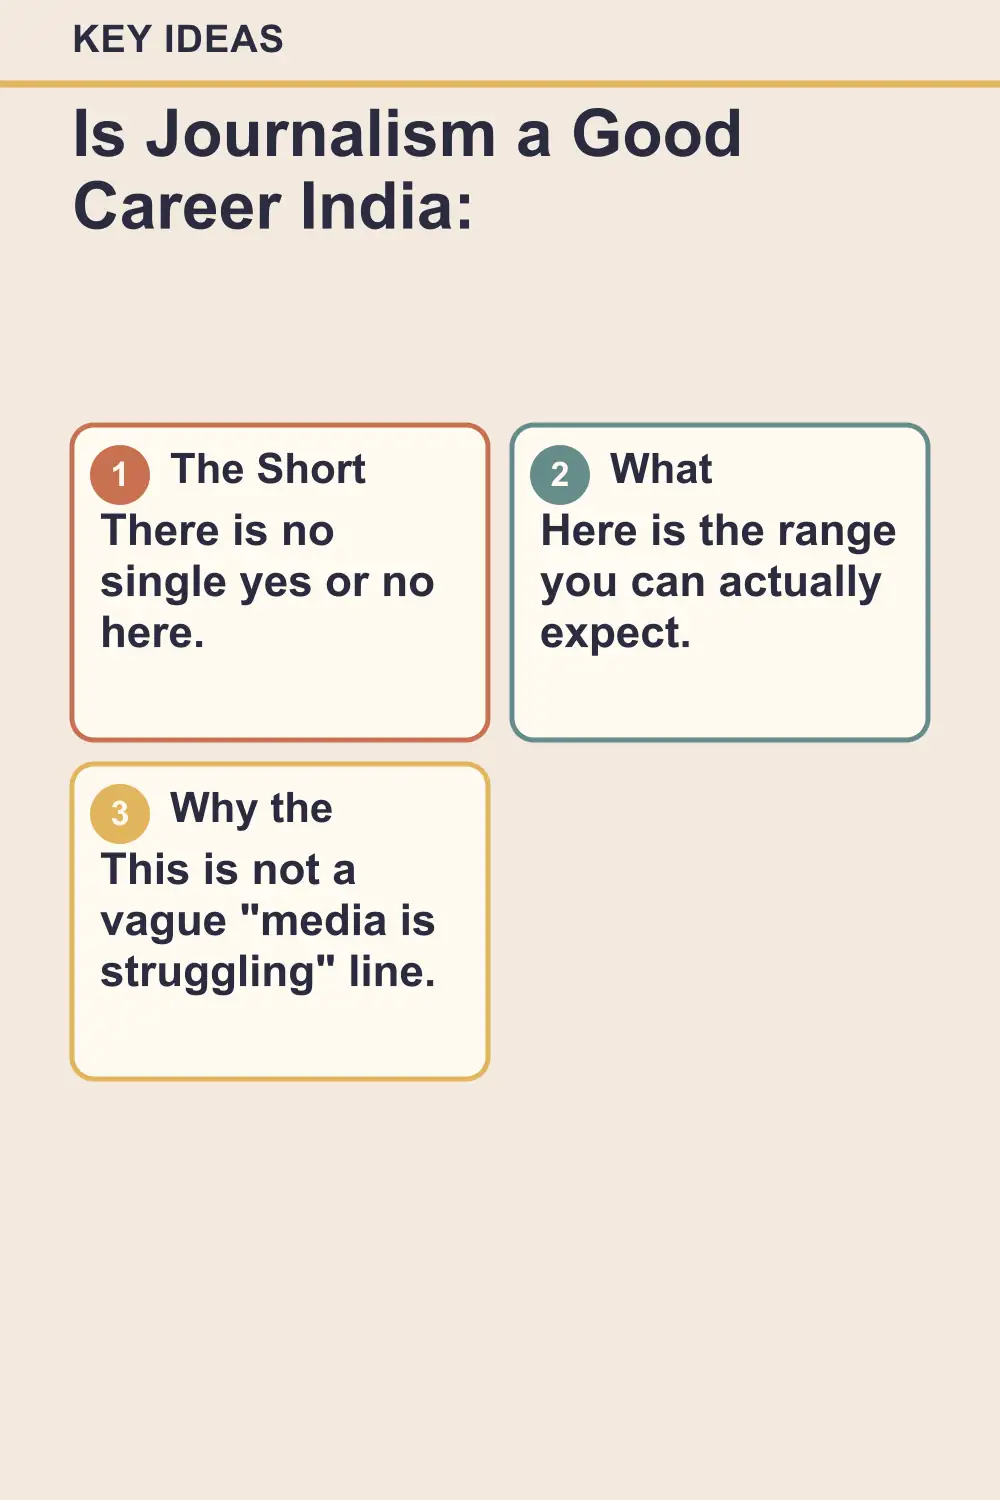 KEY IDEAS
Is Journalism a Good
Career India:
1 The Short
There is no
single yes or no
here.
2 What
Here is the range
you can actually
expect.
3 Why the
This is not a
vague "media is
struggling" line.